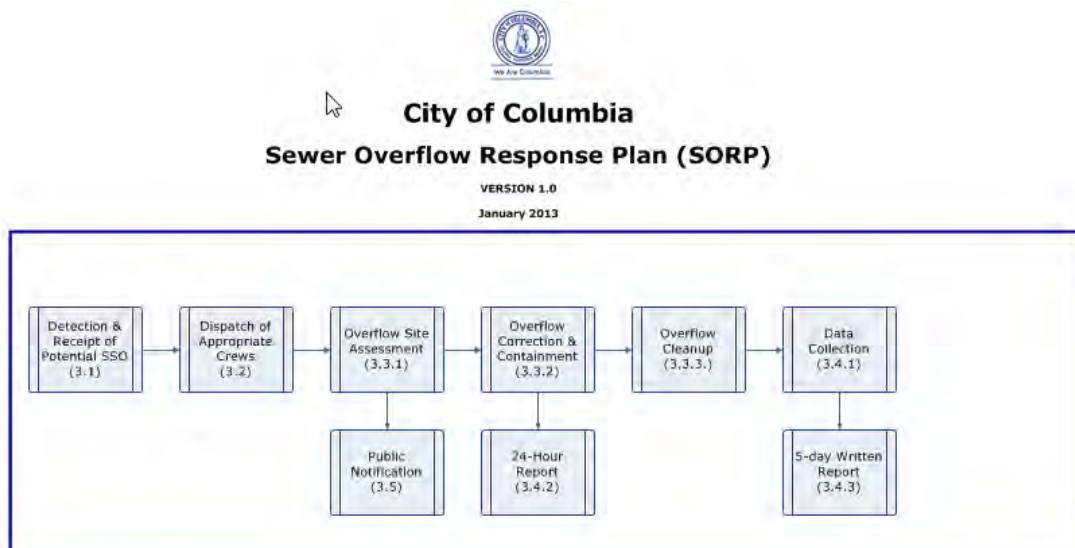 We Are Columbia
City of Columbia
Sewer Overflow Response Plan (SORP)
VERSION 1.0
January 2013
Detection &
Receipt of
Potential SSO
(3.1)
Dispatch of
Appropriate
Crews
(3.2)
Overflow Site
Assessment
(3.3.1)
Overflow
Correction &
Containment
(3.3.2)
Overflow
Cleanup
(3.3.3.)
Data
Collection
(3.4.1)
Public
Notification
(3.5)
24-Hour
Report
(3.4.2)
5-day Written
Report
(3.4.3)